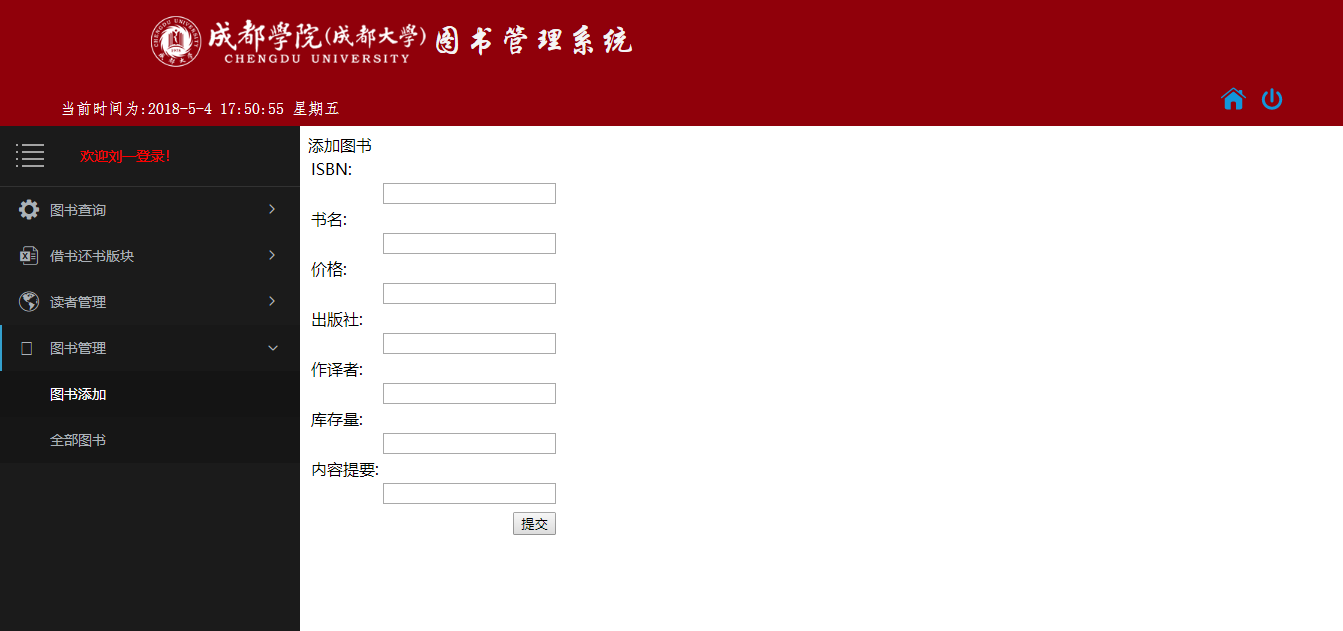 成都学院(成都大学)图书管理系统
CHENGDU UNIVERSITY
当前时间为:2018-5-4 17:50:55 星期五
欢迎刘一登录!
图书查询
借书还书版块
读者管理
图书管理
图书添加
全部图书
添加图书
ISBN:
书名:
价格:
出版社:
作译者:
库存量:
内容提要:
提交